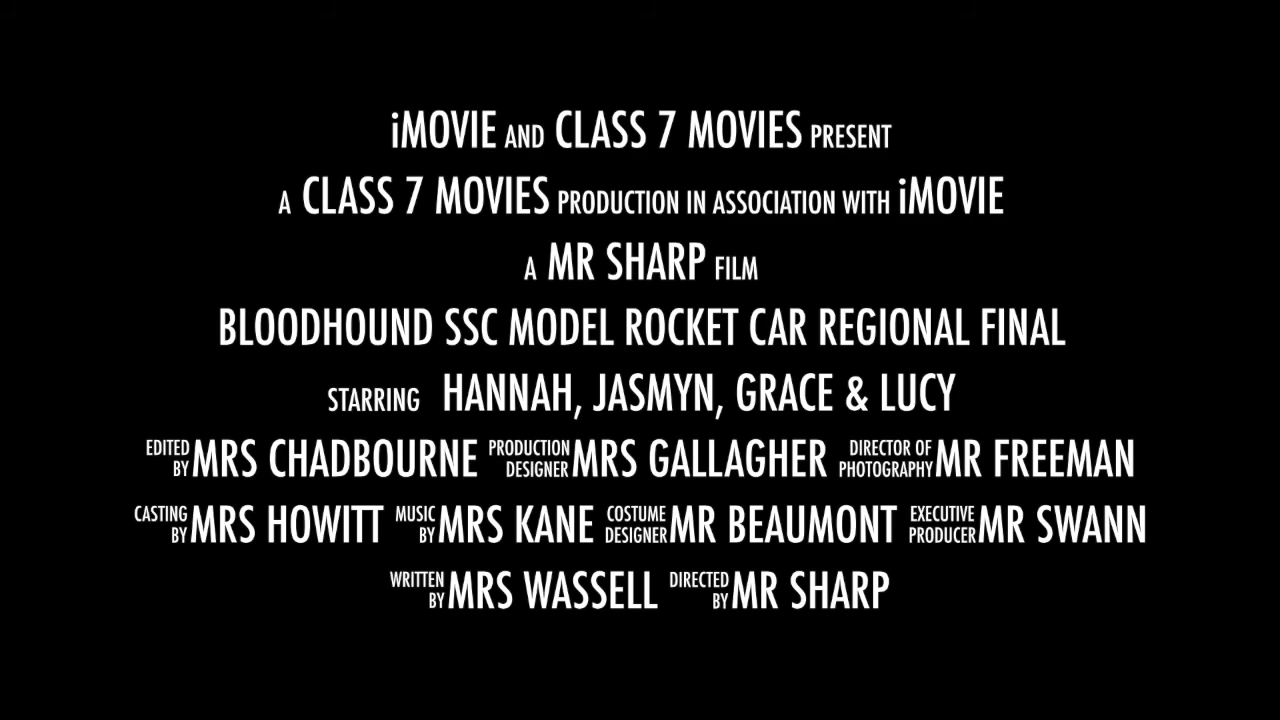 iMOVIE AND CLASS 7 MOVIES PRESENT
A CLASS 7 MOVIES PRODUCTION IN ASSOCIATION WITH iMOVIE
A MR SHARP FILM
BLOODHOUND SSC MODEL ROCKET CAR REGIONAL FINAL
STARRING HANNAH, JASMYN, GRACE & LUCY
EDITED BY MRS CHADBOURNE PRODUCTION DESIGNER MRS GALLAGHER DIRECTOR OF PHOTOGRAPHY MR FREEMAN
CASTING BY MRS HOWITT MUSIC BY MRS KANE COSTUME DESIGNER MR BEAUMONT EXECUTIVE PRODUCER MR SWANN
WRITTEN BY MRS WASSELL DIRECTED BY MR SHARP